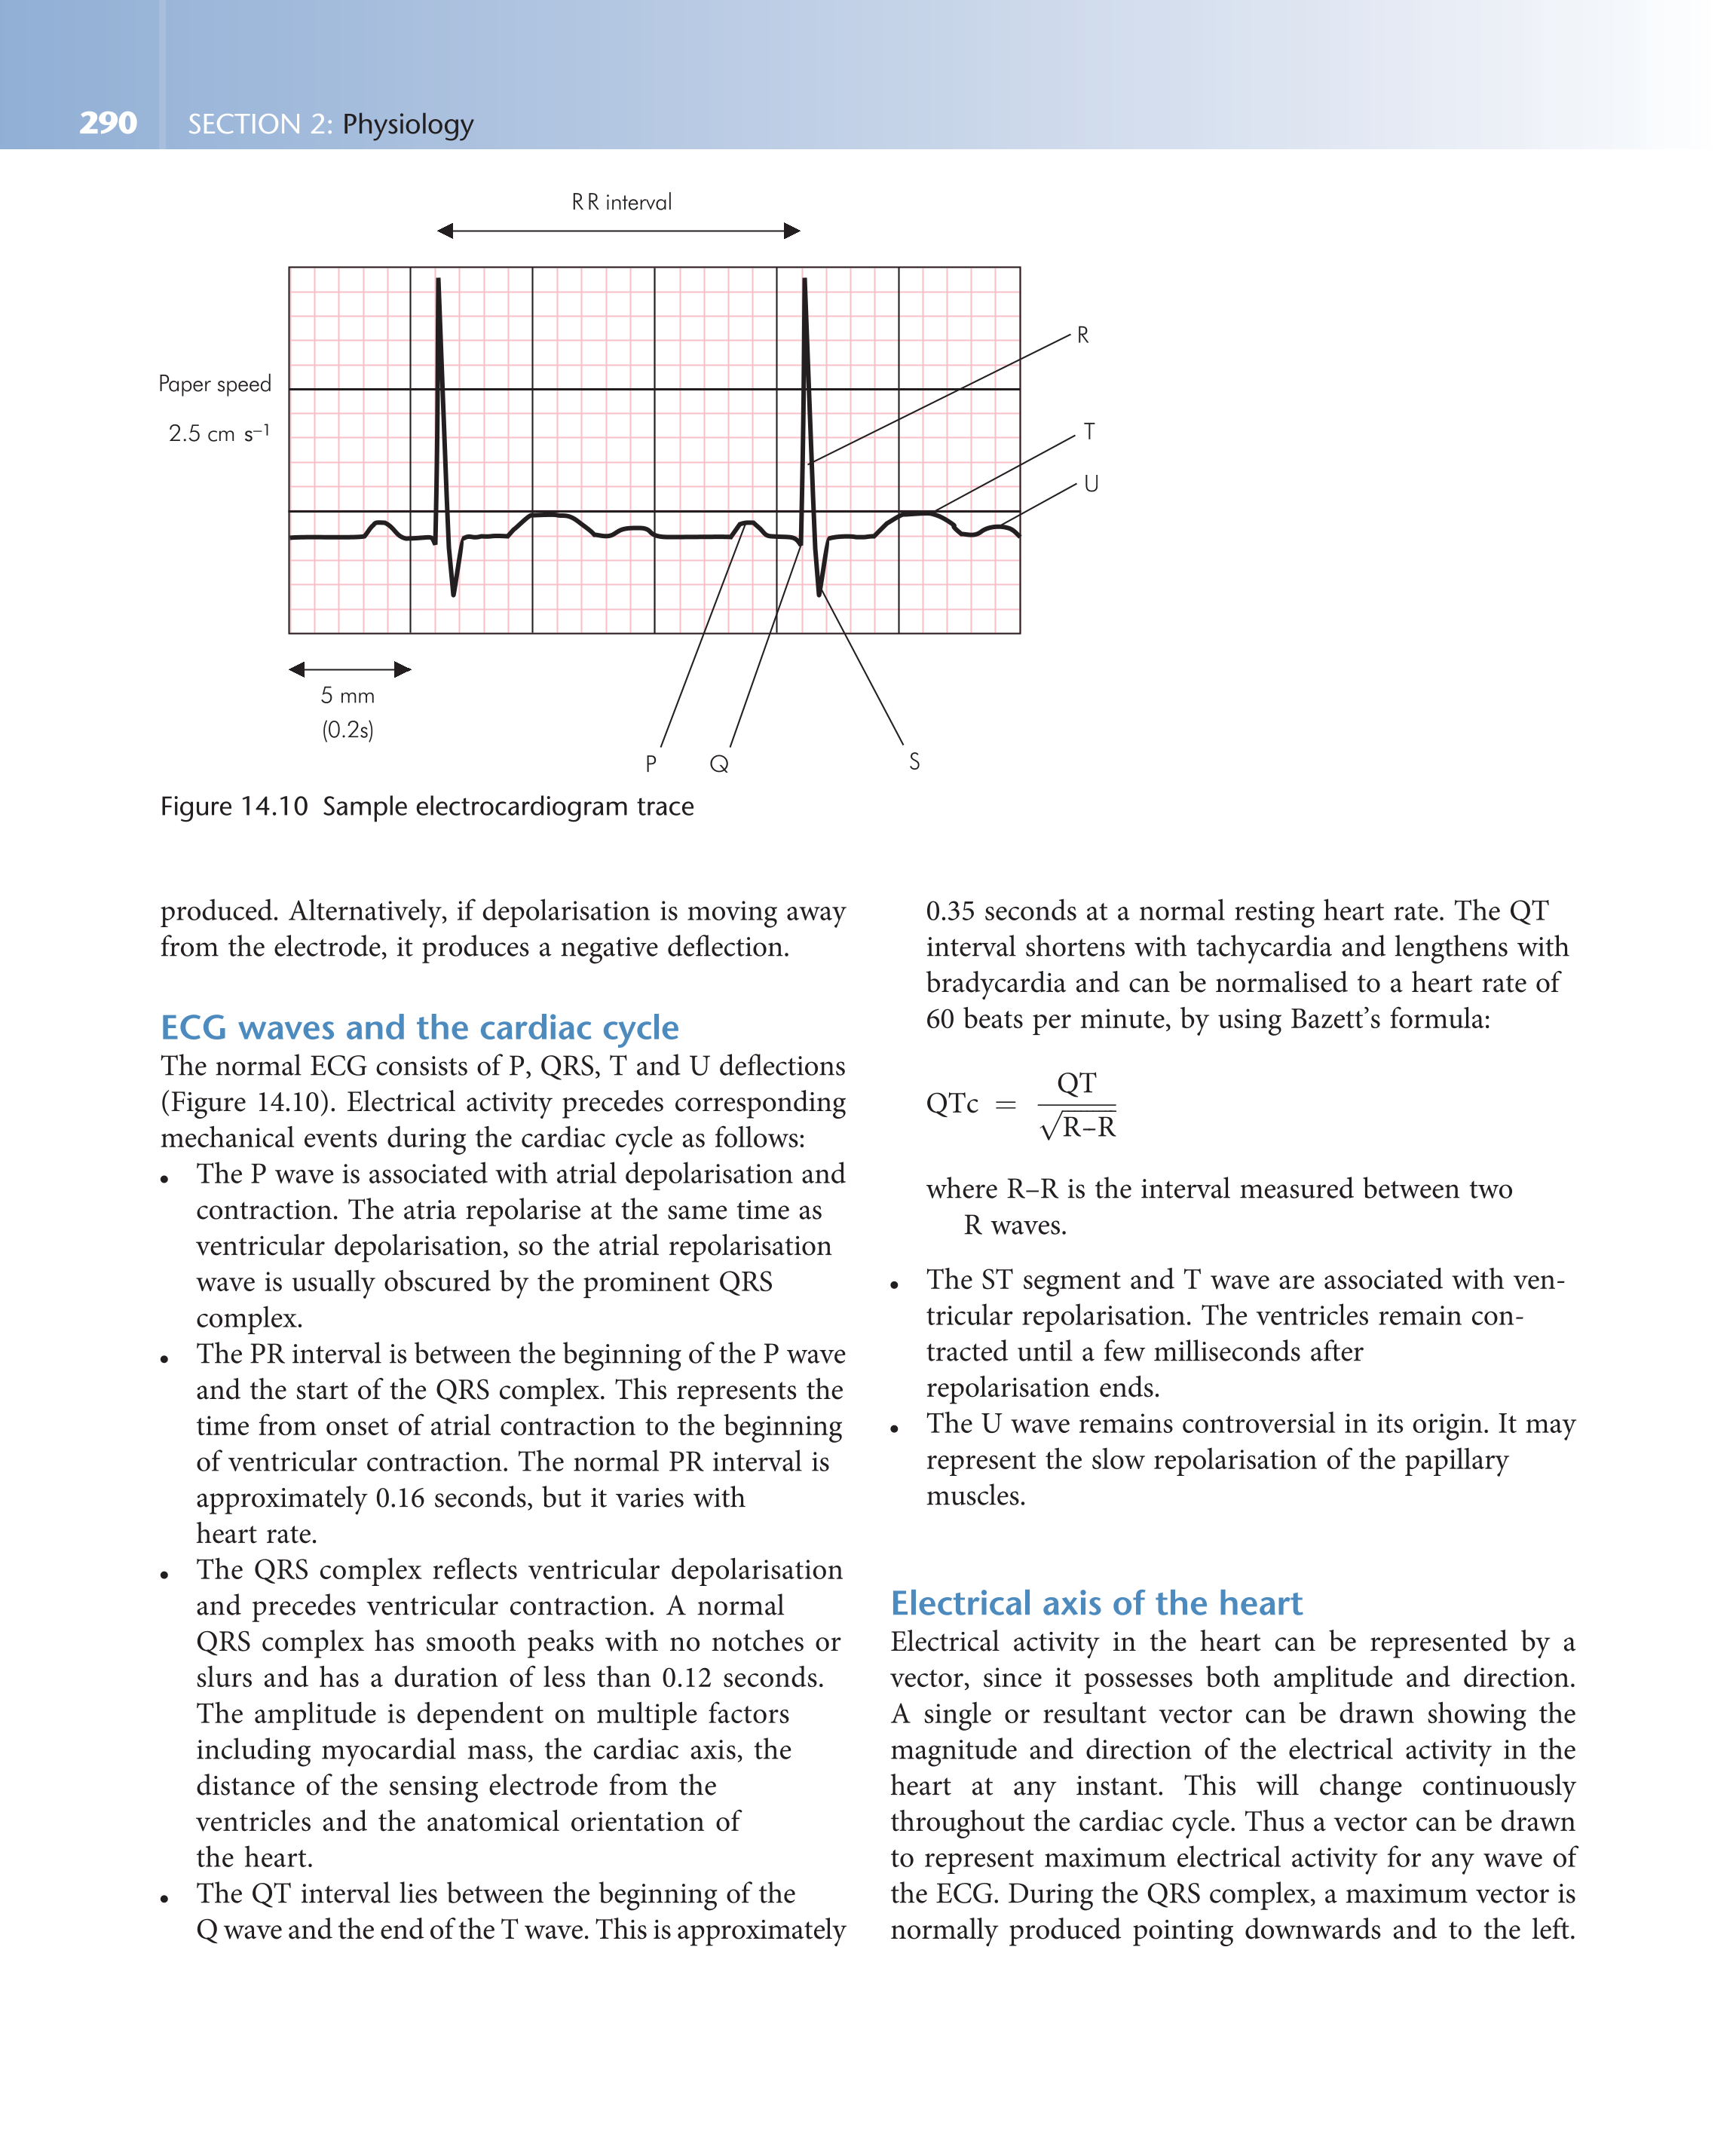 290 SECTION 2: Physiology
RR interval
Paper speed
2.5 cm s⁻¹
R
T
U
5 mm
(0.2s)
P
Q
S
Figure 14.10 Sample electrocardiogram trace
produced. Alternatively, if depolarisation is moving away
from the electrode, it produces a negative deflection.
ECG waves and the cardiac cycle
The normal ECG consists of P, QRS, T and U deflections
(Figure 14.10). Electrical activity precedes corresponding
mechanical events during the cardiac cycle as follows:
• The P wave is associated with atrial depolarisation and
contraction. The atria repolarise at the same time as
ventricular depolarisation, so the atrial repolarisation
wave is usually obscured by the prominent QRS
complex.
• The PR interval is between the beginning of the P wave
and the start of the QRS complex. This represents the
time from onset of atrial contraction to the beginning
of ventricular contraction. The normal PR interval is
approximately 0.16 seconds, but it varies with
heart rate.
• The QRS complex reflects ventricular depolarisation
and precedes ventricular contraction. A normal
QRS complex has smooth peaks with no notches or
slurs and has a duration of less than 0.12 seconds.
The amplitude is dependent on multiple factors
including myocardial mass, the cardiac axis, the
distance of the sensing electrode from the
ventricles and the anatomical orientation of
the heart.
• The QT interval lies between the beginning of the
Q wave and the end of the T wave. This is approximately
0.35 seconds at a normal resting heart rate. The QT
interval shortens with tachycardia and lengthens with
bradycardia and can be normalised to a heart rate of
60 beats per minute, by using Bazett's formula:
QTc = QT / √R–R
where R–R is the interval measured between two
R waves.
• The ST segment and T wave are associated with ven-
tricular repolarisation. The ventricles remain con-
tracted until a few milliseconds after
repolarisation ends.
• The U wave remains controversial in its origin. It may
represent the slow repolarisation of the papillary
muscles.
Electrical axis of the heart
Electrical activity in the heart can be represented by a
vector, since it possesses both amplitude and direction.
A single or resultant vector can be drawn showing the
magnitude and direction of the electrical activity in the
heart at any instant. This will change continuously
throughout the cardiac cycle. Thus a vector can be drawn
to represent maximum electrical activity for any wave of
the ECG. During the QRS complex, a maximum vector is
normally produced pointing downwards and to the left.